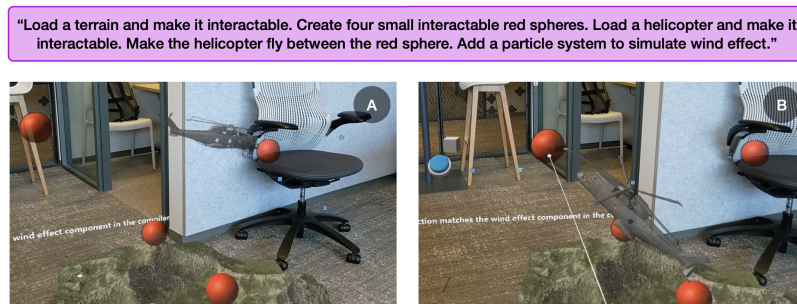 “Load a terrain and make it interactable. Create four small interactable red spheres. Load a helicopter and make it
interactable. Make the helicopter fly between the red sphere. Add a particle system to simulate wind effect.”
A
B
wind effect component in the compiler
ction matches the wind effect component in the co